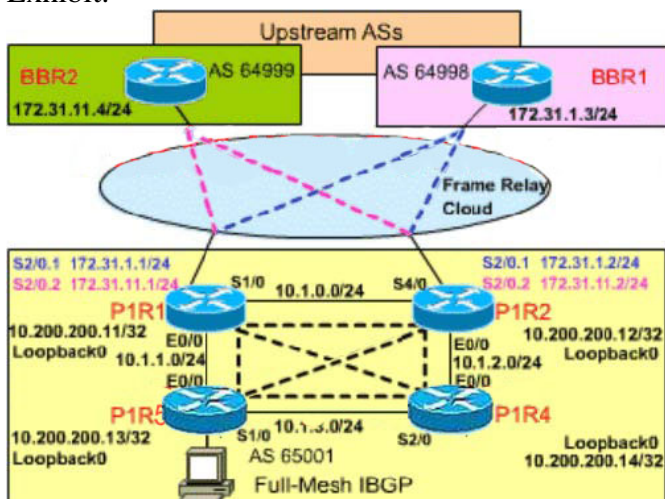 Exhibit:
Upstream ASs
BBR2
AS 64999
AS 64998
BBR1
172.31.11.4/24
172.31.1.3/24
Frame Relay
Cloud
S2/0.1 172.31.1.1/24
S2/0.2 172.31.11.1/24
S2/0.1 172.31.1.2/24
S2/0.2 172.31.11.2/24
P1R1
S1/0
10.1.0.0/24
S4/0
P1R2
10.200.200.11/32
Loopback0
10.200.200.12/32
Loopback0
E0/0
10.1.1.0/24
E0/0
E0/0
10.1.2.0/24
E0/0
P1R5
P1R4
10.200.200.13/32
Loopback0
S1/0
10.1.3.0/24
S2/0
Loopback0
10.200.200.14/32
AS 65001
Full-Mesh IBGP